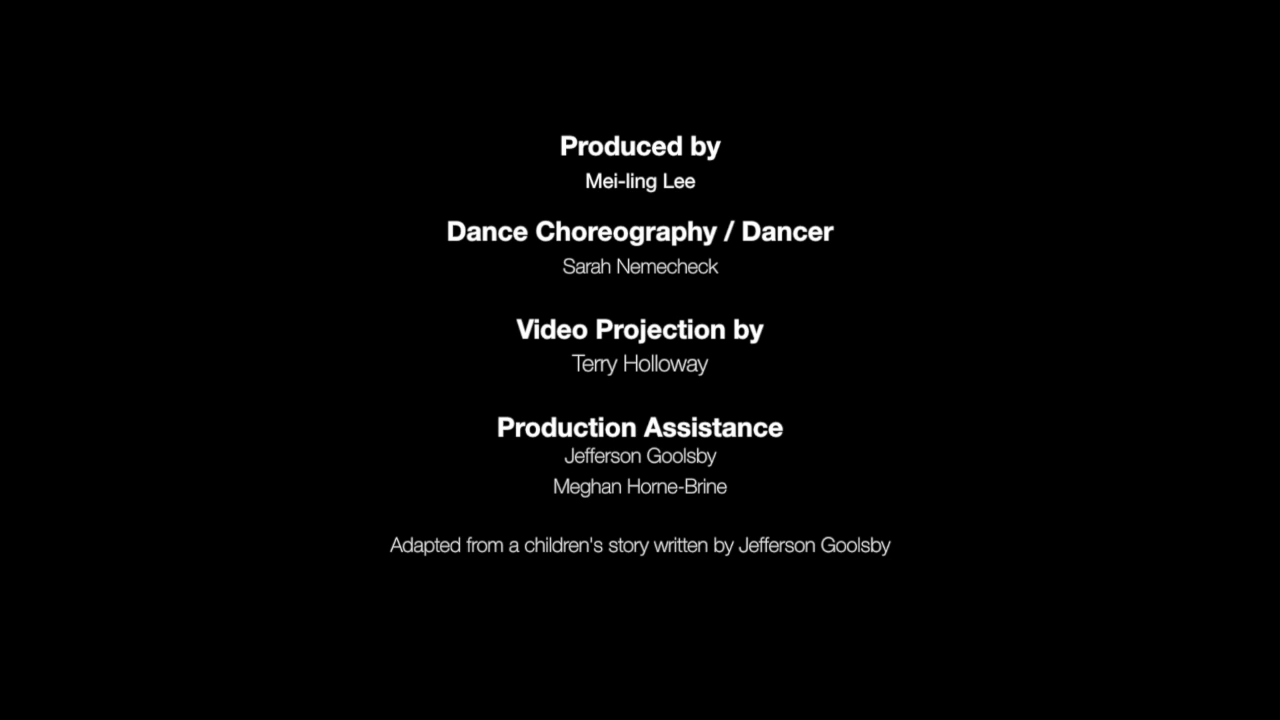 Produced by
Mei-ling Lee
Dance Choreography / Dancer
Sarah Nemecheck
Video Projection by
Terry Holloway
Production Assistance
Jefferson Goolsby
Meghan Horne-Brine
Adapted from a children's story written by Jefferson Goolsby